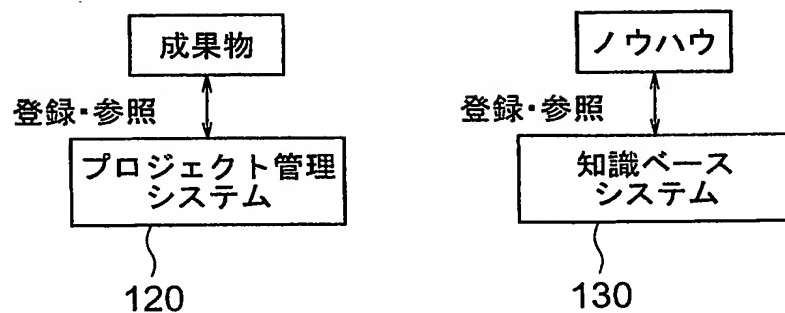 成果物
登録・参照
プロジェクト管理
システム
120
ノウハウ
登録・参照
知識ベース
システム
130